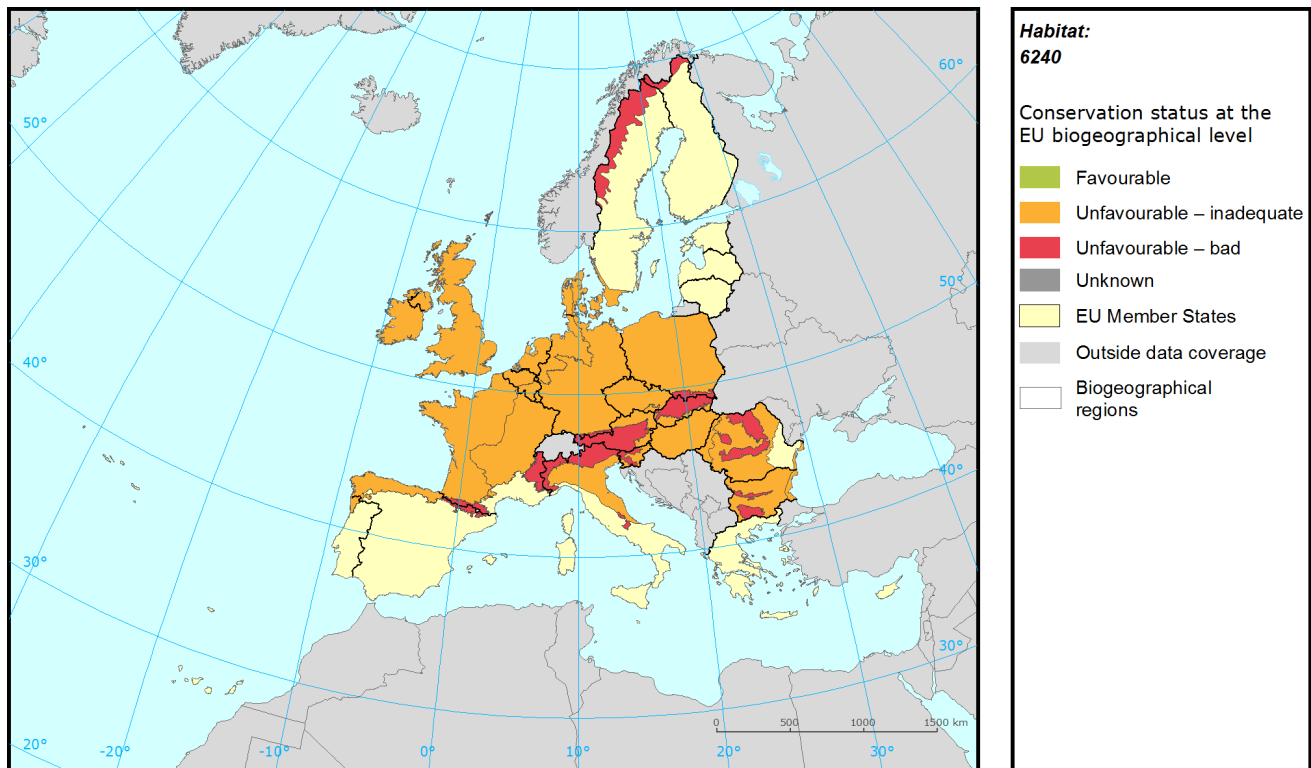 Habitat:
6240
Conservation status at the
EU biogeographical level
Favourable
Unfavourable – inadequate
Unfavourable – bad
Unknown
EU Member States
Outside data coverage
Biogeographical
regions
60°
50°
50°
40°
40°
30°
30°
0 500 1000 1500 km
20° -20° -10° 0° 10° 20° 30°